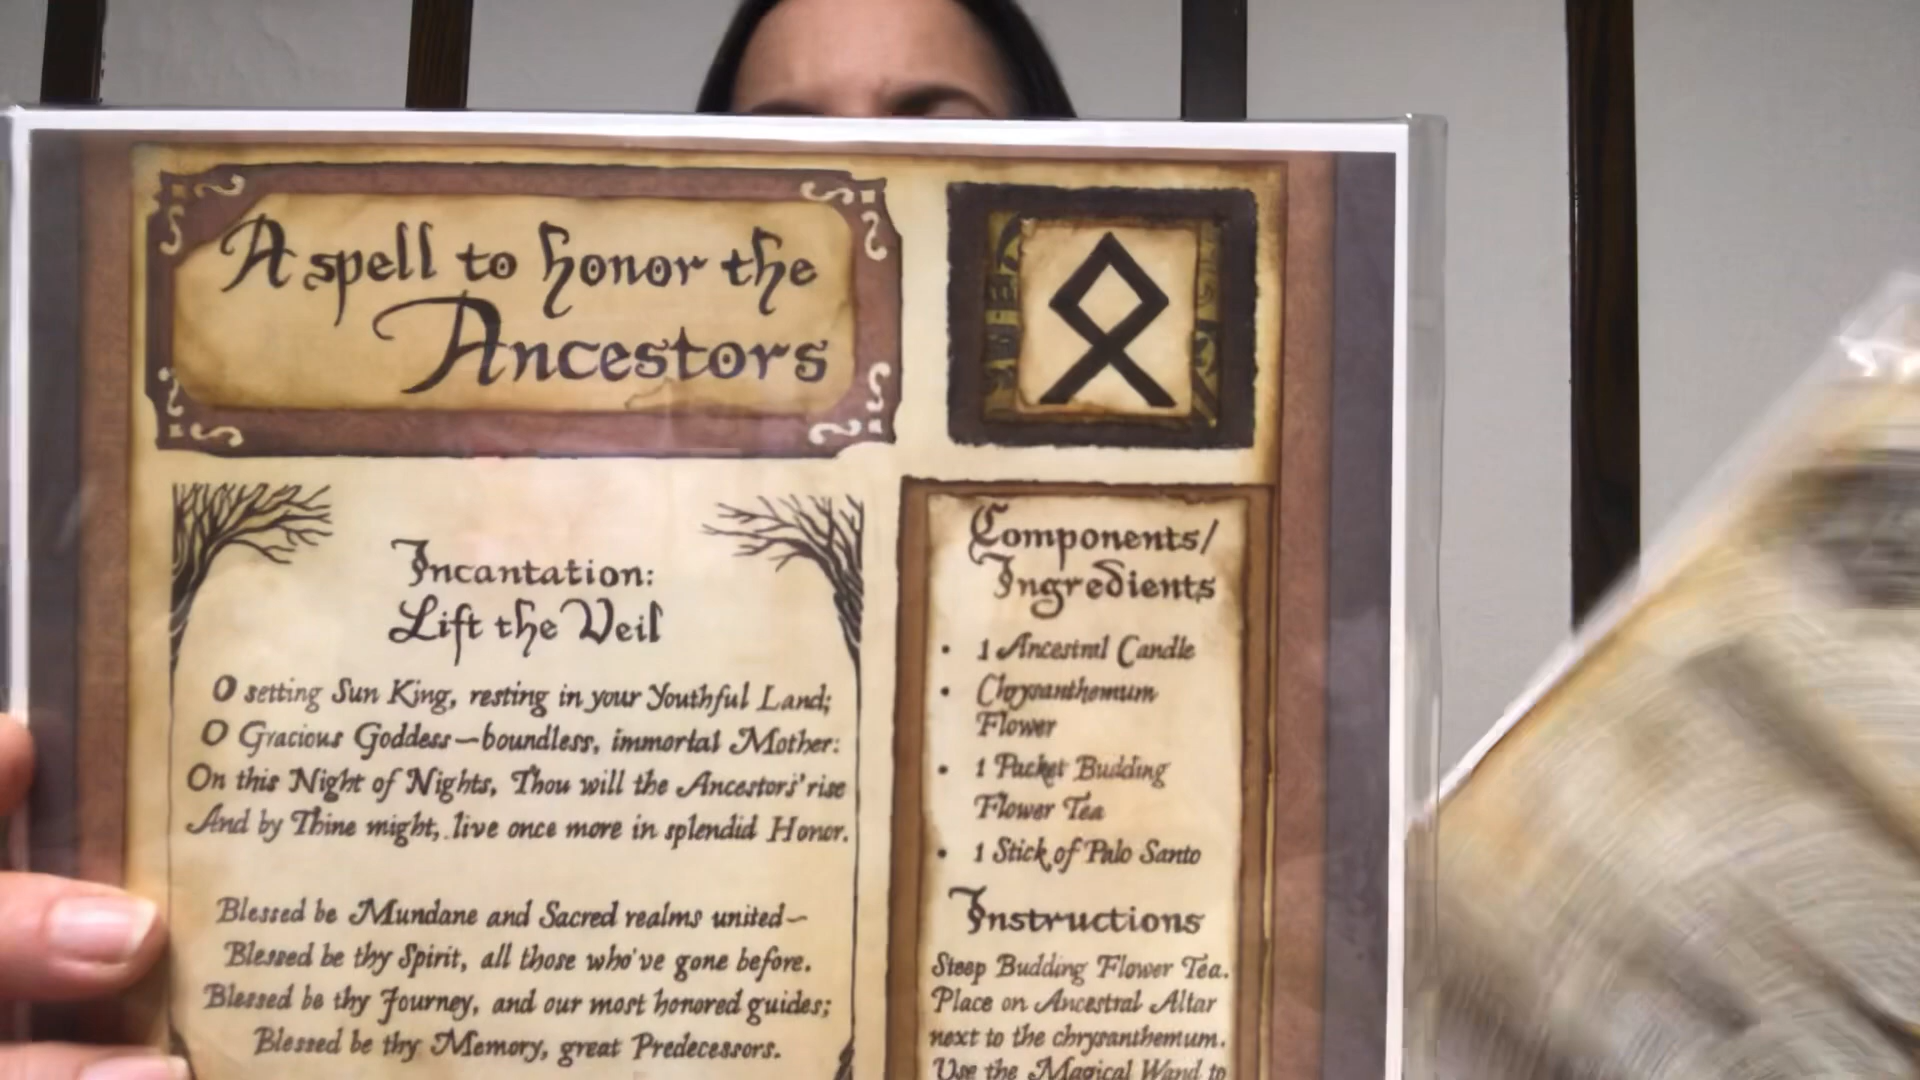 A spell to honor the
Ancestors
Incantation:
Lift the Veil
O setting Sun King, resting in your Youthful Land;
O Gracious Goddess—boundless, immortal Mother:
On this Night of Nights, Thou will the Ancestors' rise
And by Thine might, live once more in splendid Honor.
Blessed be Mundane and Sacred realms united—
Blessed be thy Spirit, all those who've gone before.
Blessed be thy Journey, and our most honored guides;
Blessed be thy Memory, great Predecessors.
Components/
Ingredients
• 1 Ancestral Candle
• Chrysanthemum
Flower
• 1 Packet Budding
Flower Tea
• 1 Stick of Palo Santo
Instructions
Steep Budding Flower Tea.
Place on Ancestral Altar
next to the chrysanthemum.
Use the Magical Wand to